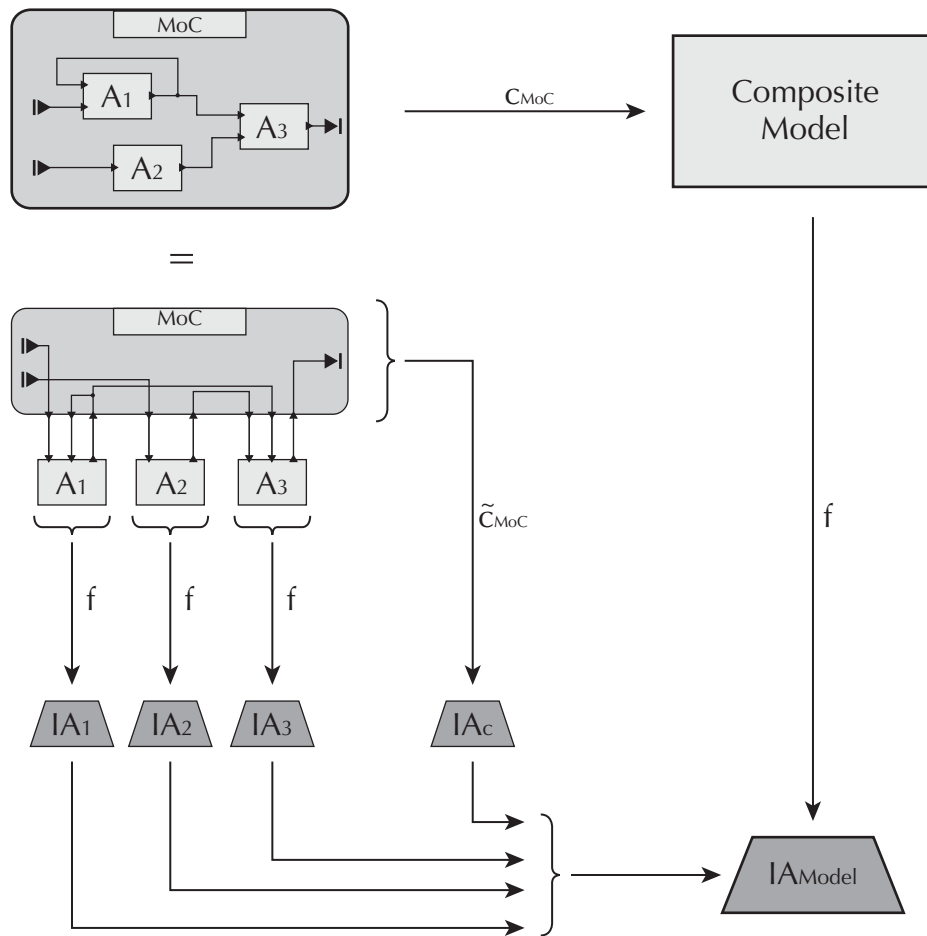 MoC
A1
A2
A3
CMoC
Composite
Model
=
MoC
A1
A2
A3
c̃MoC
f
f
f
f
IA1
IA2
IA3
IAc
IAModel